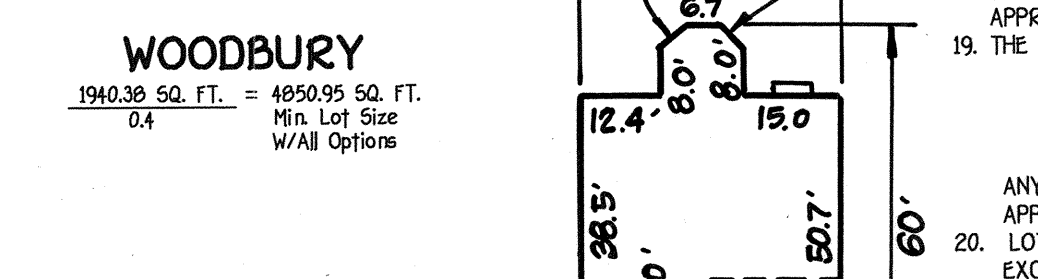 WOODBURY
1940.38 SQ. FT. = 4850.95 SQ. FT.
0.4 Min. Lot Size
W/All Options
6.7
8.0'
8.0'
12.4'
15.0
38.5'
50.7'
60'
0'
APPR
19. THE
ANY
APP
20. LOT
EXC